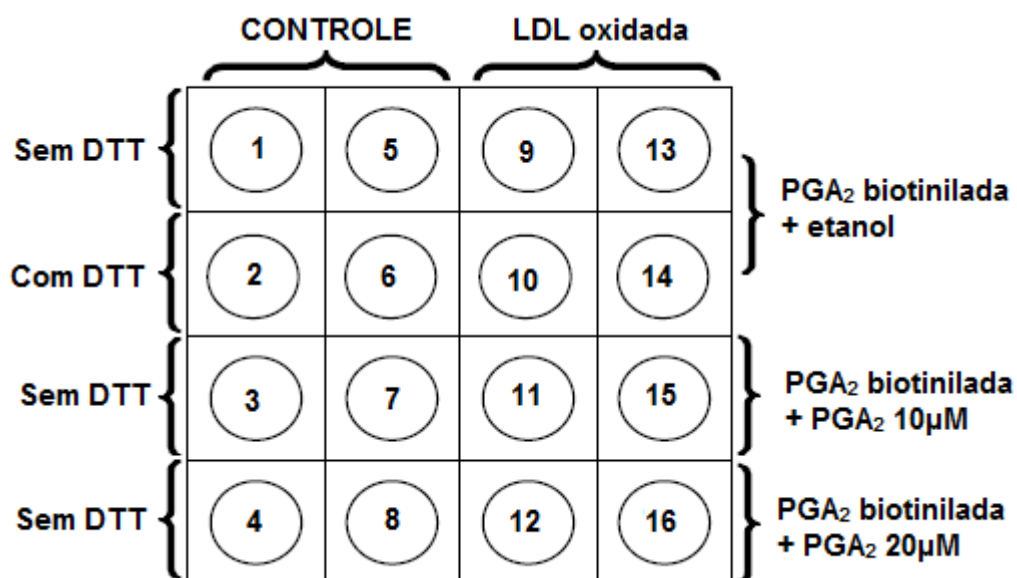 CONTROLE LDL oxidada
Sem DTT 1 5 9 13
PGA₂ biotinilada
+ etanol
Com DTT 2 6 10 14
Sem DTT 3 7 11 15
PGA₂ biotinilada
+ PGA₂ 10µM
Sem DTT 4 8 12 16
PGA₂ biotinilada
+ PGA₂ 20µM